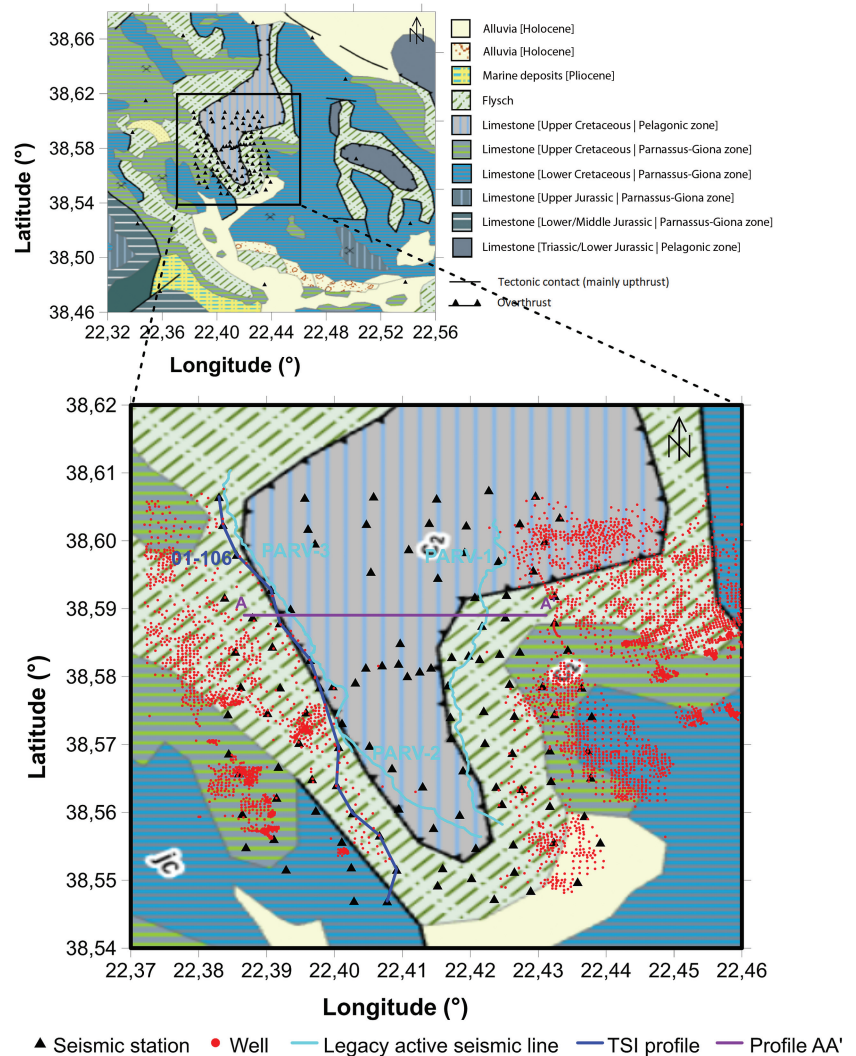 38,66
38,62
38,58
38,54
38,50
38,46
Latitude (°)
22,32 22,36 22,40 22,44 22,48 22,52 22,56
Longitude (°)
N
Alluvia [Holocene]
Alluvia [Holocene]
Marine deposits [Pliocene]
Flysch
Limestone [Upper Cretaceous | Pelagonic zone]
Limestone [Upper Cretaceous | Parnassus-Giona zone]
Limestone [Lower Cretaceous | Parnassus-Giona zone]
Limestone [Upper Jurassic | Parnassus-Giona zone]
Limestone [Lower/Middle Jurassic | Parnassus-Giona zone]
Limestone [Triassic/Lower Jurassic | Pelagonic zone]
Tectonic contact (mainly upthrust)
Overthrust
38,62
38,61
38,60
38,59
38,58
38,57
38,56
38,55
38,54
Latitude (°)
N
PARV-3
PARV-1
01-106
A
A'
PARV-2
jc
22,37 22,38 22,39 22,40 22,41 22,42 22,43 22,44 22,45 22,46
Longitude (°)
Seismic station Well Legacy active seismic line TSI profile Profile AA'